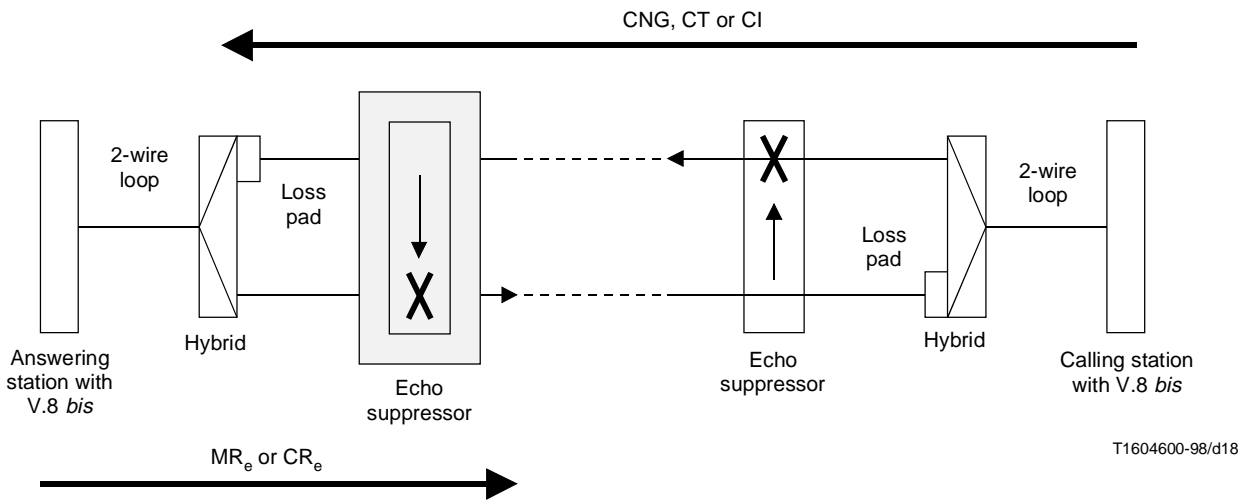 CNG, CT or CI
2-wire
loop
Loss
pad
2-wire
loop
Loss
pad
Hybrid
Hybrid
Answering
station with
V.8 bis
Echo
suppressor
Echo
suppressor
Calling station
with V.8 bis
MRe or CRe
T1604600-98/d18